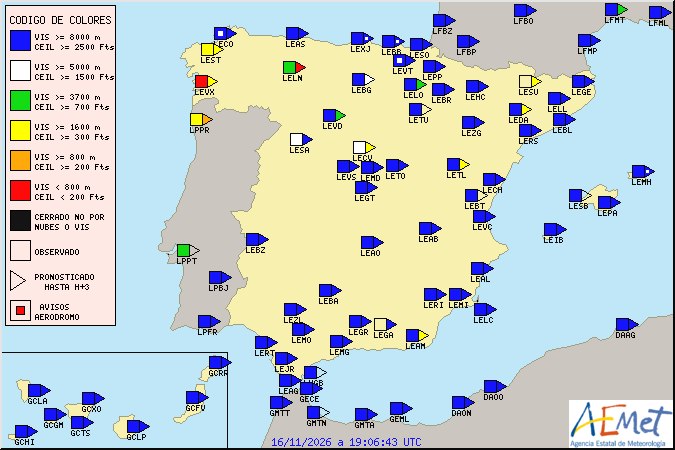 CODIGO DE COLORES
VIS >= 8000 m
CEIL >= 2500 Fts
VIS >= 5000 m
CEIL >= 1500 Fts
VIS >= 3700 m
CEIL >= 700 Fts
VIS >= 1600 m
CEIL >= 300 Fts
VIS >= 800 m
CEIL >= 200 Fts
VIS < 800 m
CEIL < 200 Fts
CERRADO NO POR
NUBES O VIS
OBSERVADO
PRONOSTICADO
HASTA H+3
AVISOS
AERODROMO
LFBO
LFMT
LFML
LFBZ
LECO
LEAS
LEXJ
LEBB
LESO
LFBP
LFMP
LEST
LEVT
LEPP
LELN
LEVX
LEBG
LELO
LEBR
LEHC
LESU
LEGE
LELL
LPPR
LEVD
LETU
LEDA
LEBL
LEZG
LERS
LESA
LECV
LEVS
LEMD
LETO
LETL
LEMH
LEGT
LECH
LEBT
LESB
LEPA
LEVC
LEAB
LEIB
LEBZ
LEAO
LPPT
LPBJ
LEAL
LEBA
LERI
LEMI
LEZL
LELC
LPFR
LEMO
LEGR
LEGA
DAAG
LERT
LEMG
LEAM
LEJR
GCRR
LEAG
GECE
DAOO
GCLA
GCXO
GCFV
GMTT
GMTN
GMTA
GEML
DAON
GCGM
GCTS
GCLP
GCHI
16/11/2026 a 19:06:43 UTC
AEMet
Agencia Estatal de Meteorología